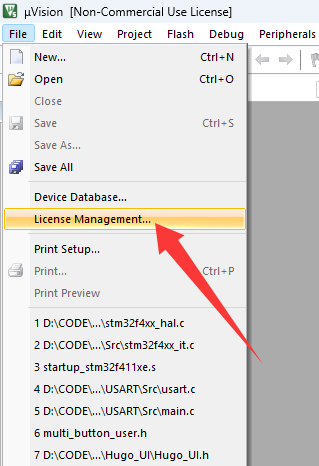 µVision [Non-Commercial Use License]
File Edit View Project Flash Debug Peripherals
New... Ctrl+N
Open Ctrl+O
Close
Save Ctrl+S
Save As...
Save All
Device Database...
License Management...
Print Setup...
Print... Ctrl+P
Print Preview
1 D:\CODE\...\stm32f4xx_hal.c
2 D:\CODE\...\Src\stm32f4xx_it.c
3 startup_stm32f411xe.s
4 D:\CODE\...\USART\Src\usart.c
5 D:\CODE\...\USART\Src\main.c
6 multi_button_user.h
7 D:\CODE\...\Hugo_UI\Hugo_UI.h